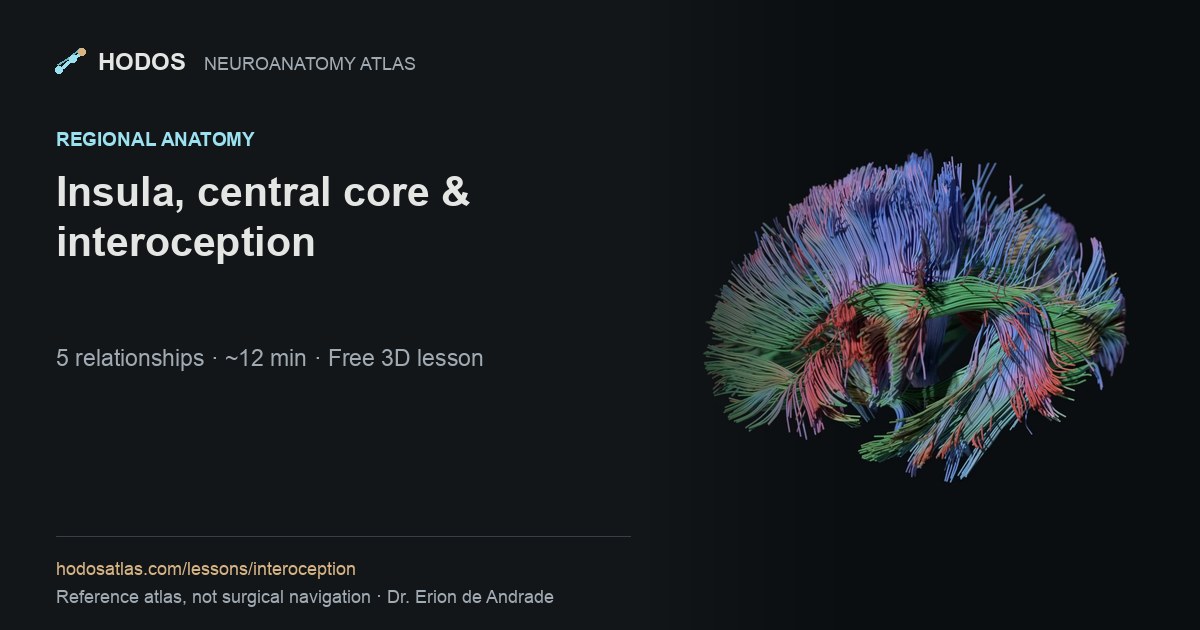 HODOS NEUROANATOMY ATLAS
REGIONAL ANATOMY
Insula, central core &
interoception
5 relationships · ~12 min · Free 3D lesson
hodosatlas.com/lessons/interoception
Reference atlas, not surgical navigation · Dr. Erion de Andrade